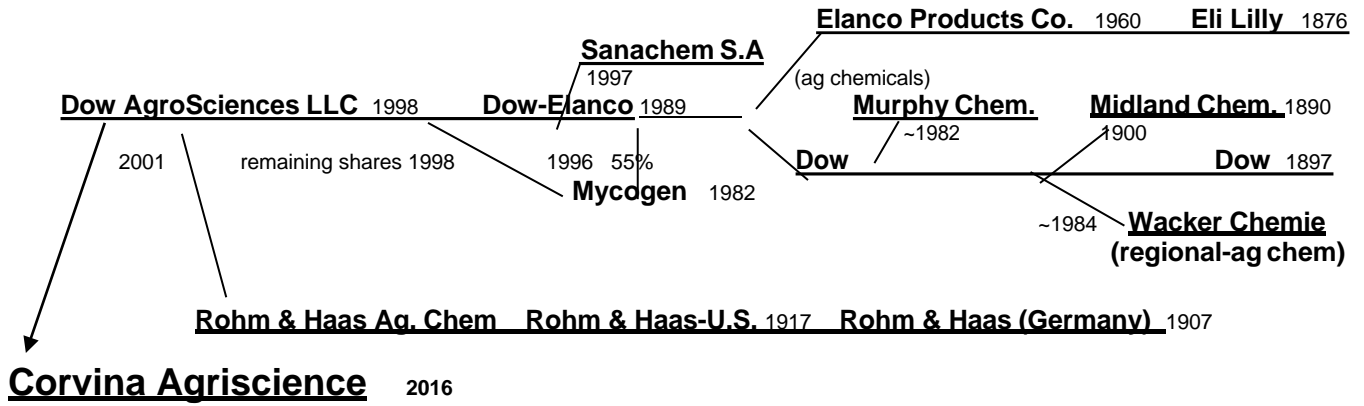 Elanco Products Co. 1960 Eli Lilly 1876
Sanachem S.A
1997
(ag chemicals)
Dow AgroSciences LLC 1998 Dow-Elanco 1989 Murphy Chem. Midland Chem. 1890
~1982 1900
2001 remaining shares 1998 1996 55% Dow Dow 1897
Mycogen 1982
~1984 Wacker Chemie
(regional-ag chem)
Rohm & Haas Ag. Chem Rohm & Haas-U.S. 1917 Rohm & Haas (Germany) 1907
Corvina Agriscience 2016